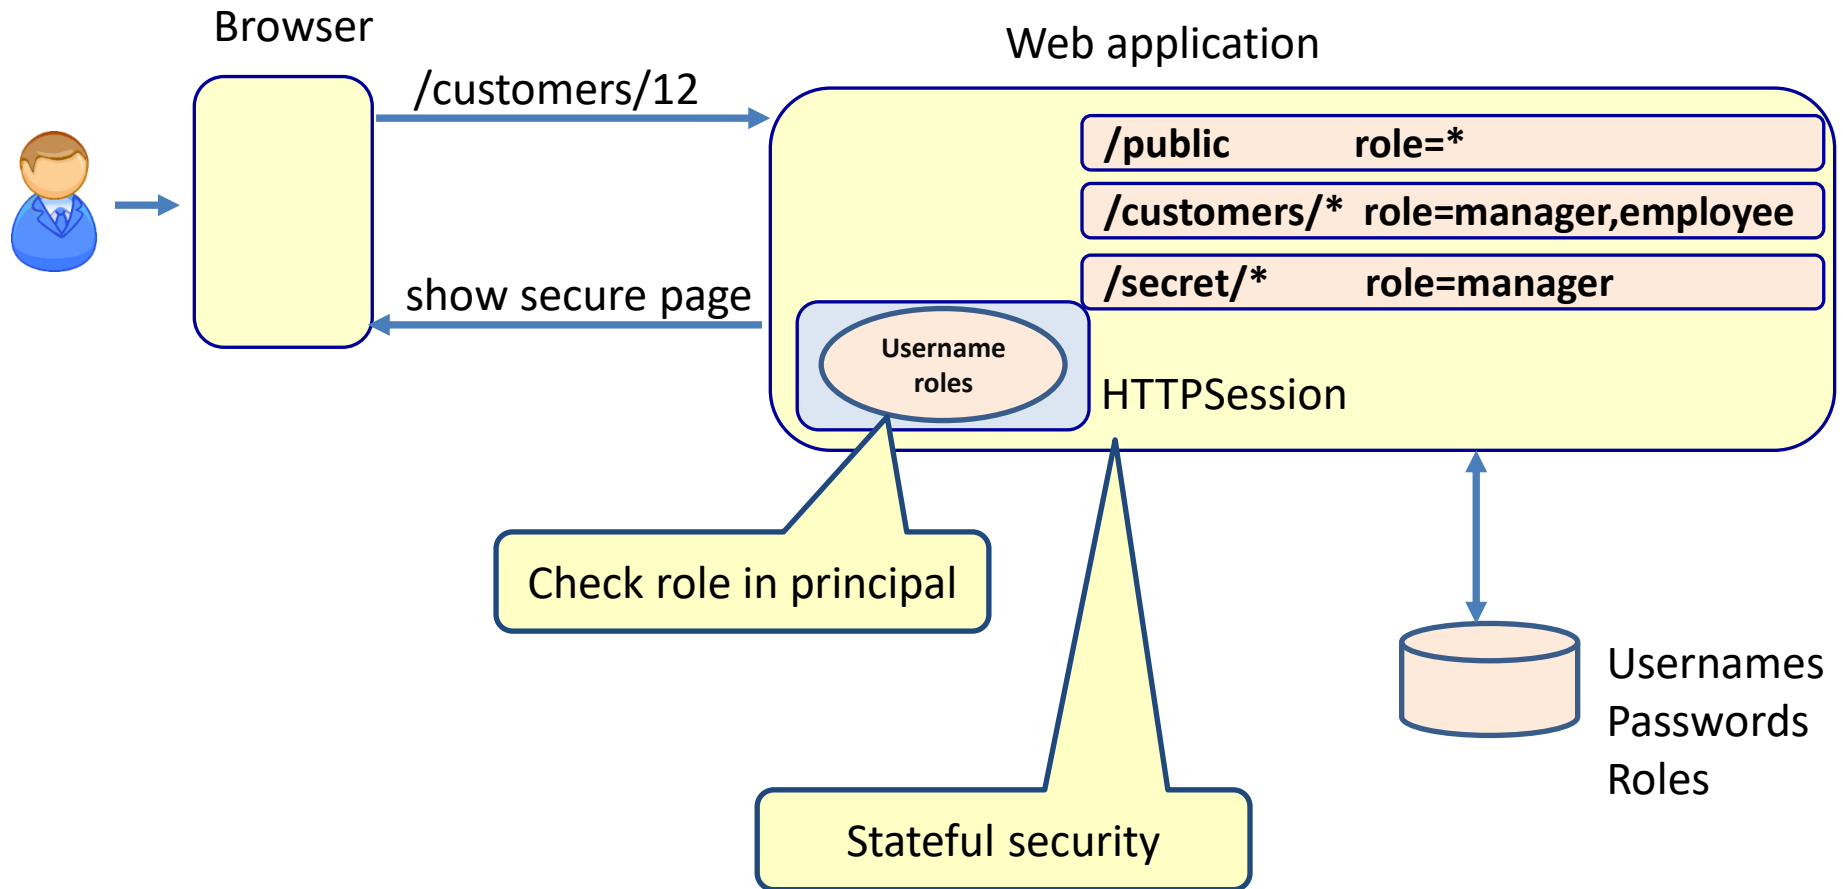 Browser
Web application
/customers/12
/public role=*
/customers/* role=manager,employee
/secret/* role=manager
show secure page
Username
roles
HTTPSession
Check role in principal
Usernames
Passwords
Roles
Stateful security